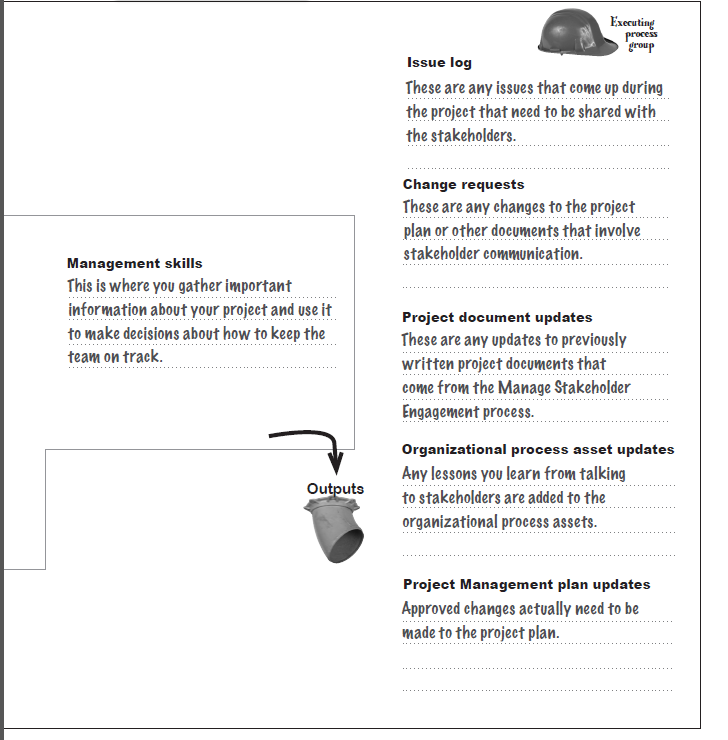 Executing
process
group
Issue log
These are any issues that come up during
the project that need to be shared with
the stakeholders.
Change requests
These are any changes to the project
plan or other documents that involve
stakeholder communication.
Management skills
This is where you gather important
information about your project and use it
to make decisions about how to keep the
team on track.
Project document updates
These are any updates to previously
written project documents that
come from the Manage Stakeholder
Engagement process.
Organizational process asset updates
Any lessons you learn from talking
to stakeholders are added to the
organizational process assets.
Outputs
Project Management plan updates
Approved changes actually need to be
made to the project plan.